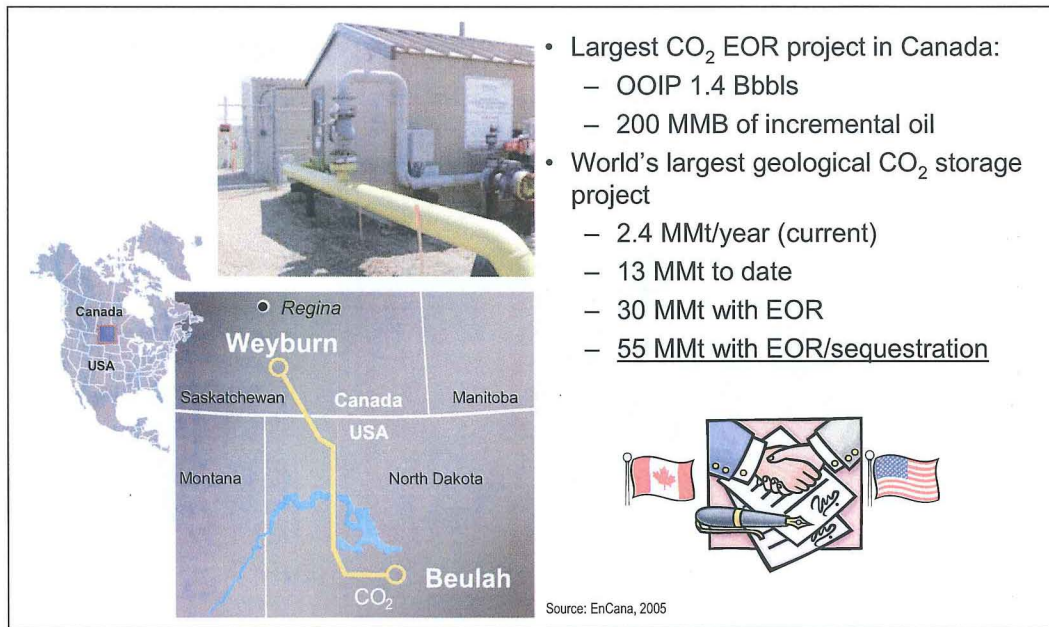 • Largest CO₂ EOR project in Canada:
– OOIP 1.4 Bbbls
– 200 MMB of incremental oil
• World's largest geological CO₂ storage
project
– 2.4 MMt/year (current)
– 13 MMt to date
– 30 MMt with EOR
– 55 MMt with EOR/sequestration
Canada
USA
Regina
Weyburn
Saskatchewan
Canada
Manitoba
USA
Montana
North Dakota
Beulah
CO₂
Source: EnCana, 2005